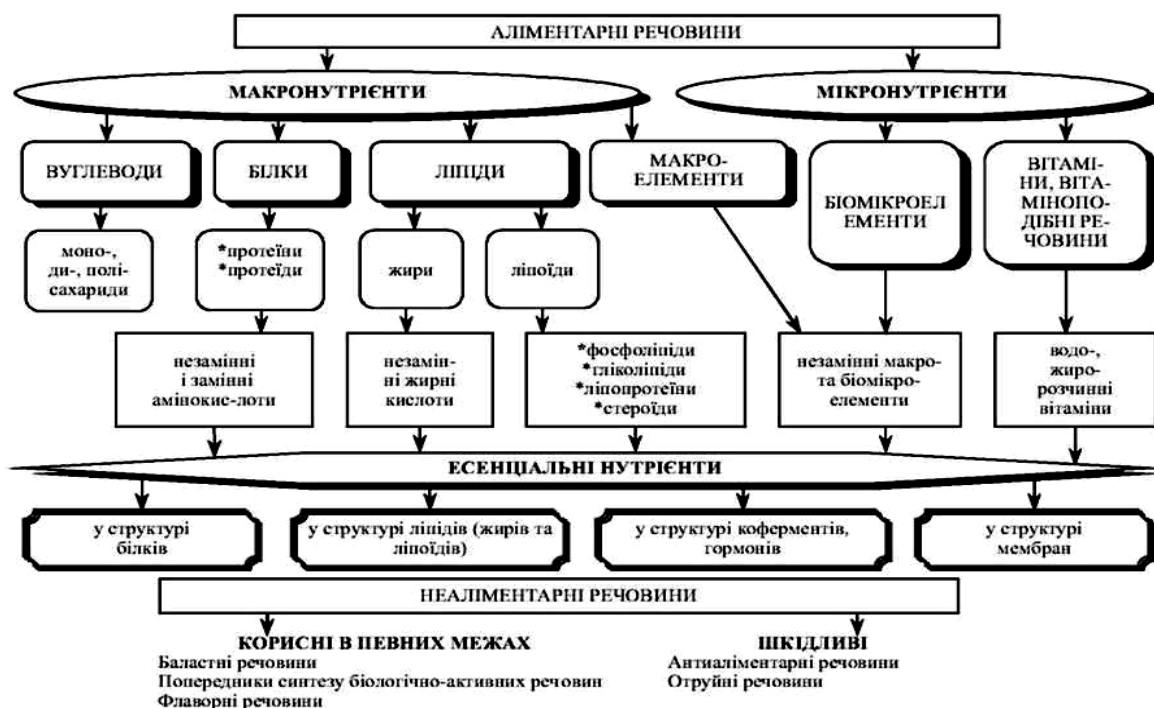 АЛІМЕНТАРНІ РЕЧОВИНИ
МАКРОНУТРІЄНТИ
МІКРОНУТРІЄНТИ
ВУГЛЕВОДИ
БІЛКИ
ЛІПІДИ
МАКРО-
ЕЛЕМЕНТИ
БІОМІКРОЕЛ
ЕМЕНТИ
ВІТАМІ-
НИ, ВІТА-
МІНОПО-
ДІБНІ РЕ-
ЧОВИНИ
моно-,
ди-, полі-
сахариди
*протеїни
*протеїди
жири
ліпоїди
незамінні
і замінні
амінокис-лоти
незамін-
ні жирні
кислоти
*фосфоліпіди
*гліколіпіди
*ліпопротеїни
*стероїди
незамінні макро-
та біомікро-
елементи
водо-,
жиро-
розчинні
вітаміни
ЕСЕНЦІАЛЬНІ НУТРІЄНТИ
у структурі
білків
у структурі ліпідів (жирів та
ліпоїдів)
у структурі коферментів,
гормонів
у структурі
мембран
НЕАЛІМЕНТАРНІ РЕЧОВИНИ
КОРИСНІ В ПЕВНИХ МЕЖАХ
Баластні речовини
Попередники синтезу біологічно-активних речовин
Флаворні речовини
ШКІДЛИВІ
Антиаліментарні речовини
Отруйні речовини